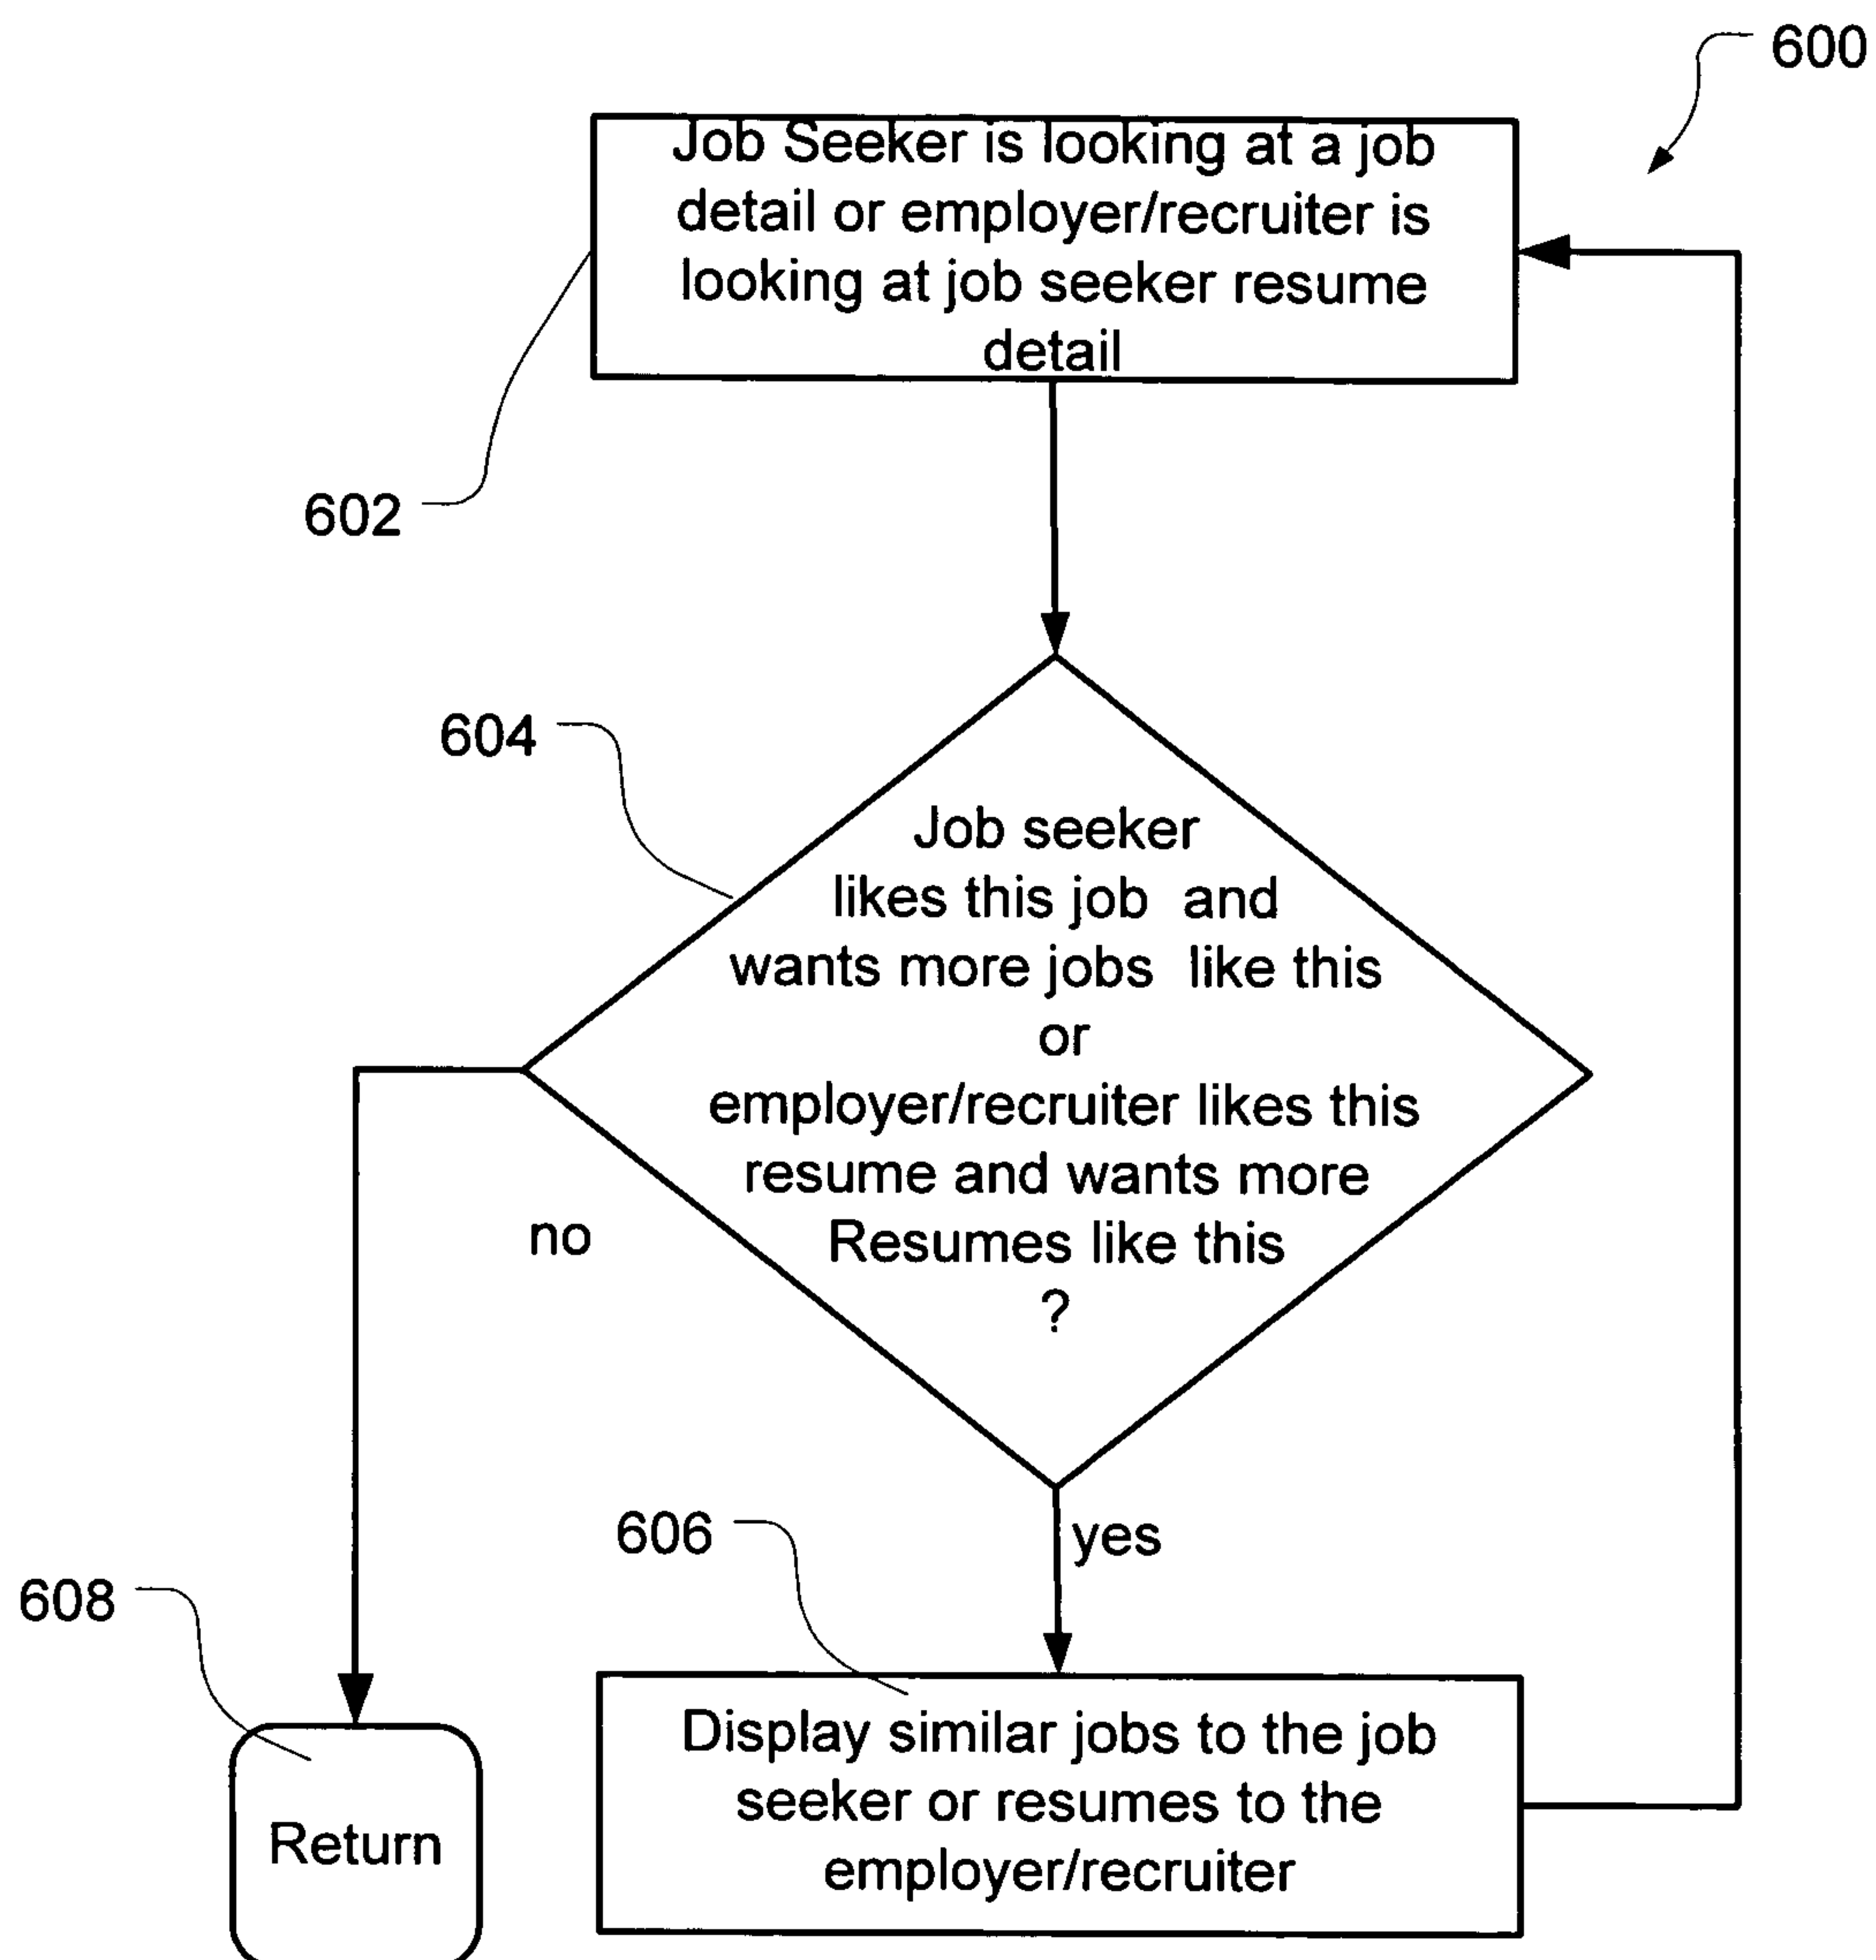 600
Job Seeker is looking at a job
detail or employer/recruiter is
looking at job seeker resume
detail
602
604
Job seeker
likes this job and
wants more jobs like this
or
employer/recruiter likes this
resume and wants more
Resumes like this
?
no
yes
606
608
Display similar jobs to the job
seeker or resumes to the
employer/recruiter
Return